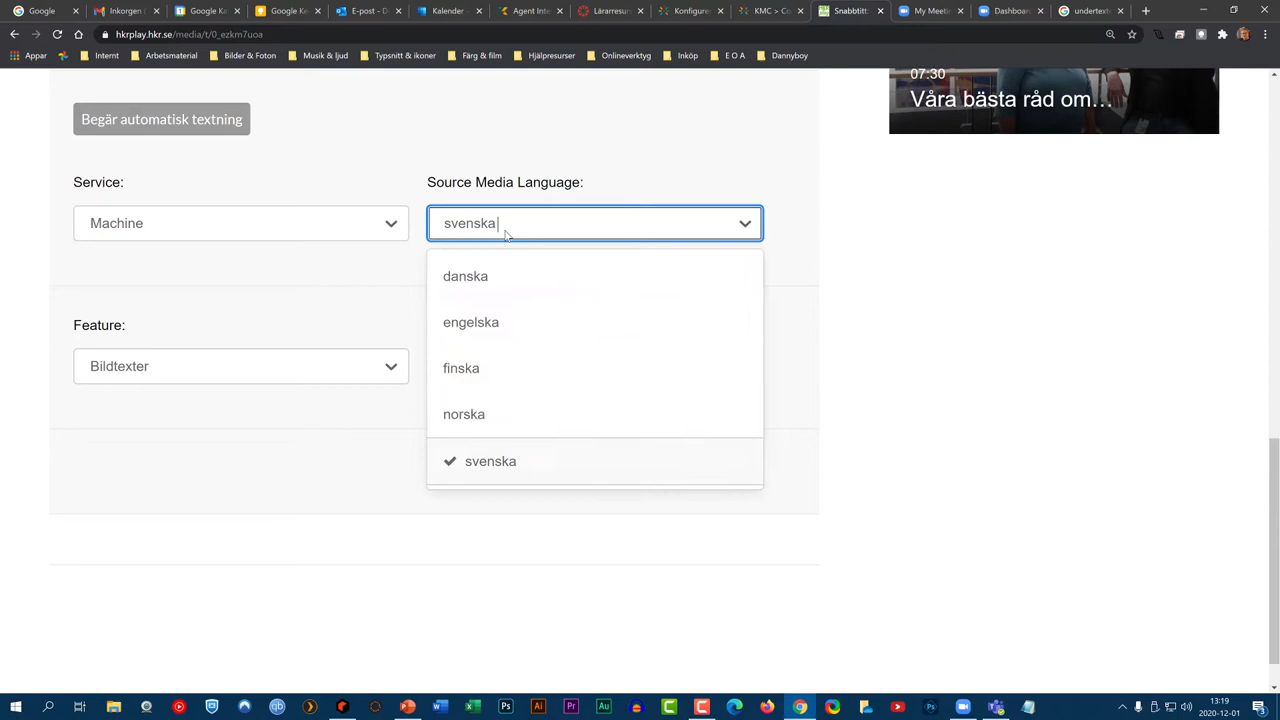 Google
Inkorgen (
Google Ka
Google Ke
E-post - D
Kalender
Media Inte
Lärarresur
Konfigure
KMC > Co
Snabbtitt:
My Meeti
Dashboar
undertext
hkrplay.hkr.se/media/t/0_ezkm7uoa
Appar
Internt
Arbetsmaterial
Bilder & Foton
Musik & ljud
Typsnitt & ikoner
Färg & film
Hjälpresurser
Onlineverktyg
Inköp
E O A
Dannyboy
07:30
Våra bästa råd om…
Begär automatisk textning
Service:
Source Media Language:
Machine
svenska
danska
engelska
Feature:
Bildtexter
finska
norska
svenska
13:19
2020-12-01